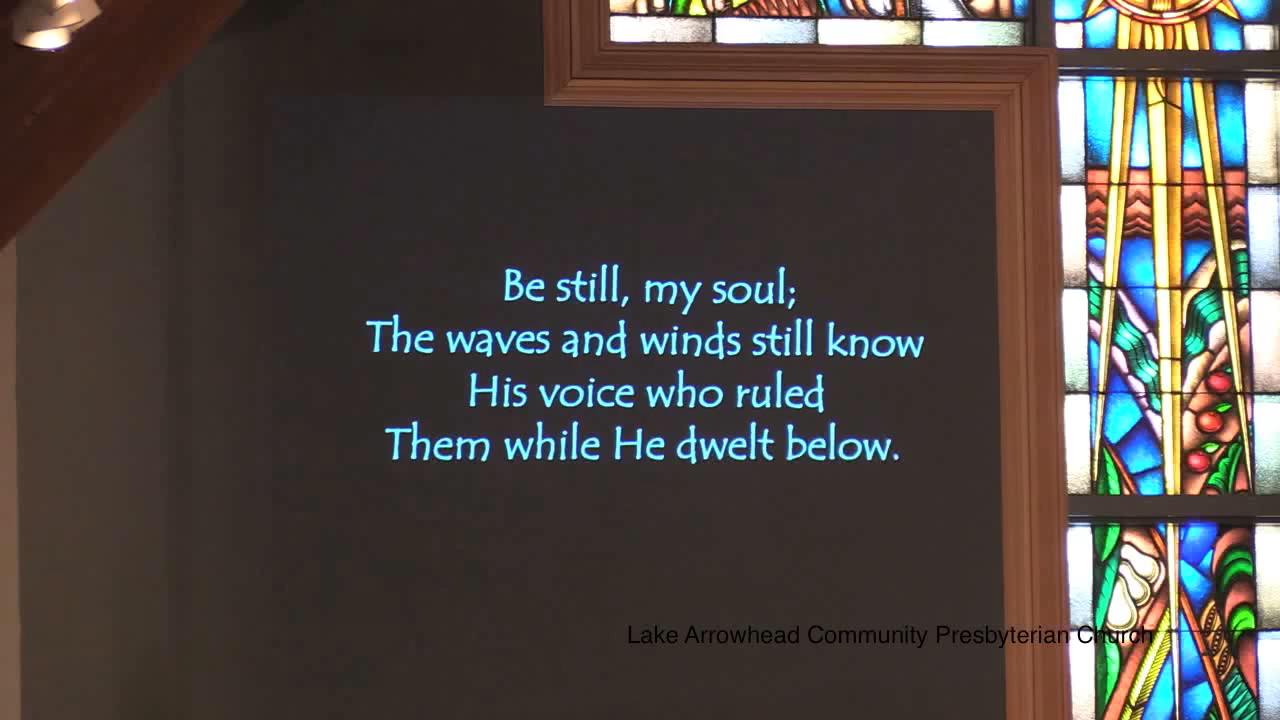 Be still, my soul;
The waves and winds still know
His voice who ruled
Them while He dwelt below.
Lake Arrowhead Community Presbyterian Church